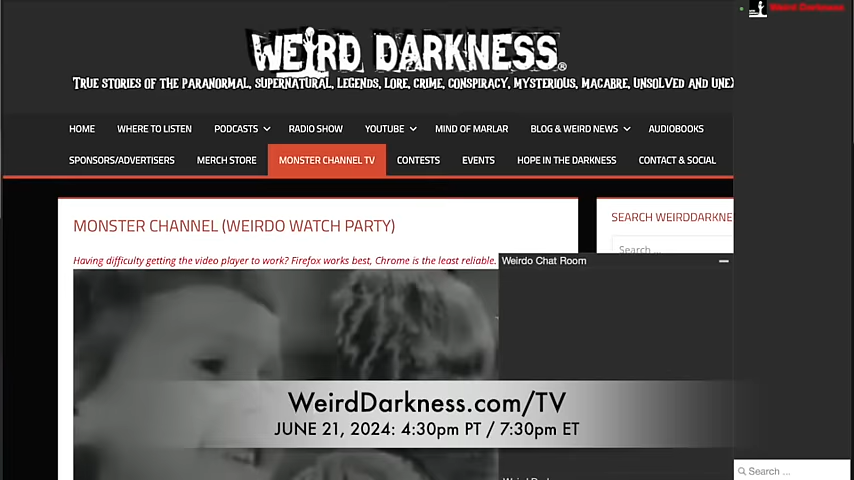 Weird Darkness
WEIRD DARKNESS®
TRUE STORIES OF THE PARANORMAL, SUPERNATURAL, LEGENDS, LORE, CRIME, CONSPIRACY, MYSTERIOUS, MACABRE, UNSOLVED AND UNEX
HOME WHERE TO LISTEN PODCASTS RADIO SHOW YOUTUBE MIND OF MARLAR BLOG & WEIRD NEWS AUDIOBOOKS
SPONSORS/ADVERTISERS MERCH STORE MONSTER CHANNEL TV CONTESTS EVENTS HOPE IN THE DARKNESS CONTACT & SOCIAL
MONSTER CHANNEL (WEIRDO WATCH PARTY)
SEARCH WEIRDDARKNE
Search ...
Having difficulty getting the video player to work? Firefox works best, Chrome is the least reliable.
Weirdo Chat Room
WeirdDarkness.com/TV
JUNE 21, 2024: 4:30pm PT / 7:30pm ET
Search ...